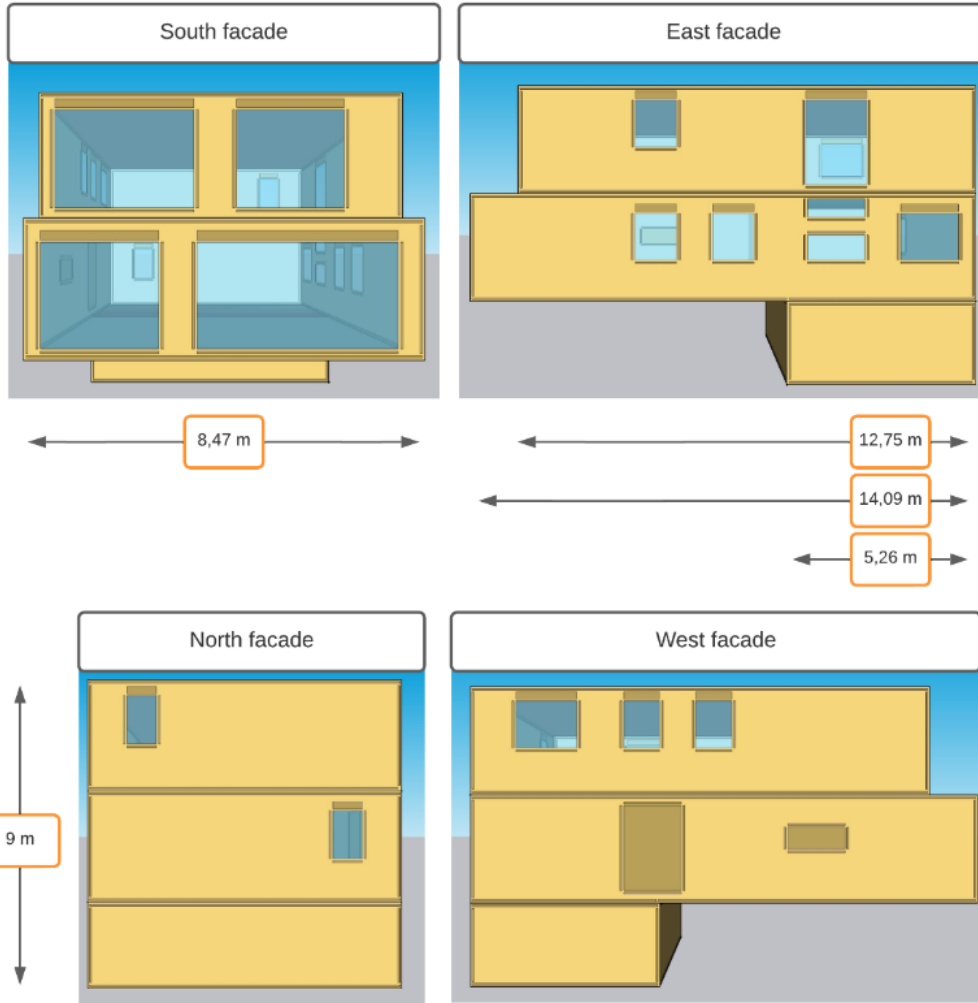 South facade
East facade
8,47 m
12,75 m
14,09 m
5,26 m
North facade
West facade
9 m